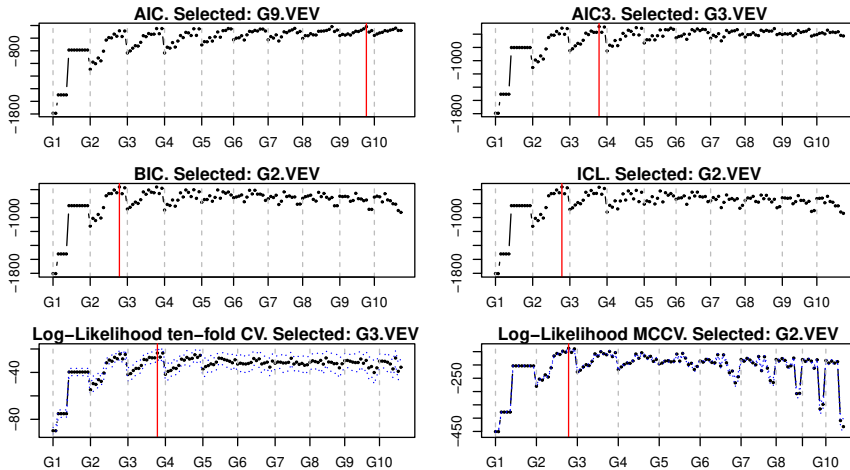 AIC. Selected: G9.VEV
−800
−1800
G1 G2 G3 G4 G5 G6 G7 G8 G9 G10
AIC3. Selected: G3.VEV
−1000
−1800
G1 G2 G3 G4 G5 G6 G7 G8 G9 G10
BIC. Selected: G2.VEV
−1000
−1800
G1 G2 G3 G4 G5 G6 G7 G8 G9 G10
ICL. Selected: G2.VEV
−1000
−1800
G1 G2 G3 G4 G5 G6 G7 G8 G9 G10
Log−Likelihood ten−fold CV. Selected: G3.VEV
−40
−80
G1 G2 G3 G4 G5 G6 G7 G8 G9 G10
Log−Likelihood MCCV. Selected: G2.VEV
−250
−450
G1 G2 G3 G4 G5 G6 G7 G8 G9 G10